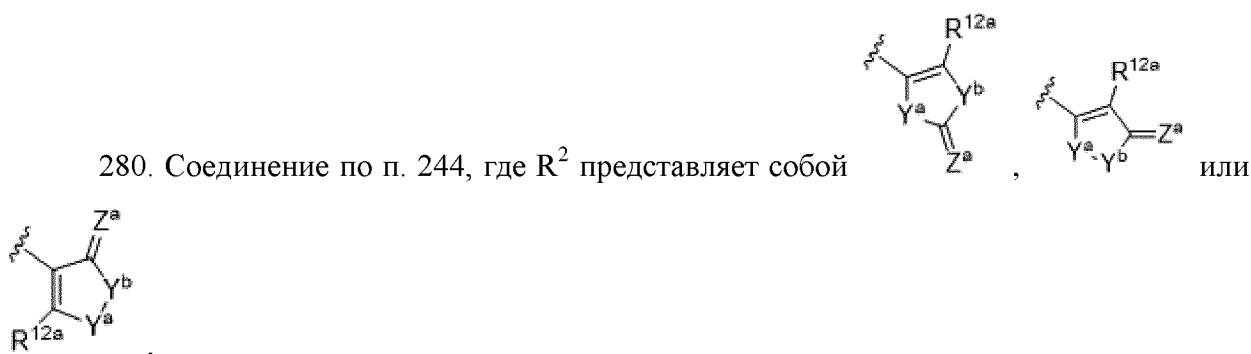 R¹²ᵃ
Yᵇ
Yᵃ
Zᵃ
R¹²ᵃ
Zᵃ
Yᵃ
Yᵇ
280. Соединение по п. 244, где R² представляет собой , или
Zᵃ
Yᵇ
Yᵃ
R¹²ᵃ
.